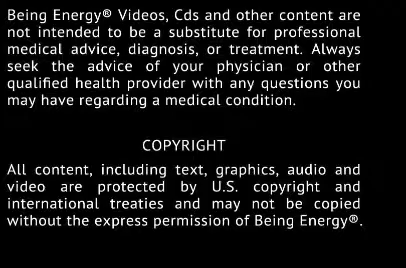 Being Energy® Videos, Cds and other content are
not intended to be a substitute for professional
medical advice, diagnosis, or treatment. Always
seek the advice of your physician or other
qualified health provider with any questions you
may have regarding a medical condition.
COPYRIGHT
All content, including text, graphics, audio and
video are protected by U.S. copyright and
international treaties and may not be copied
without the express permission of Being Energy®.